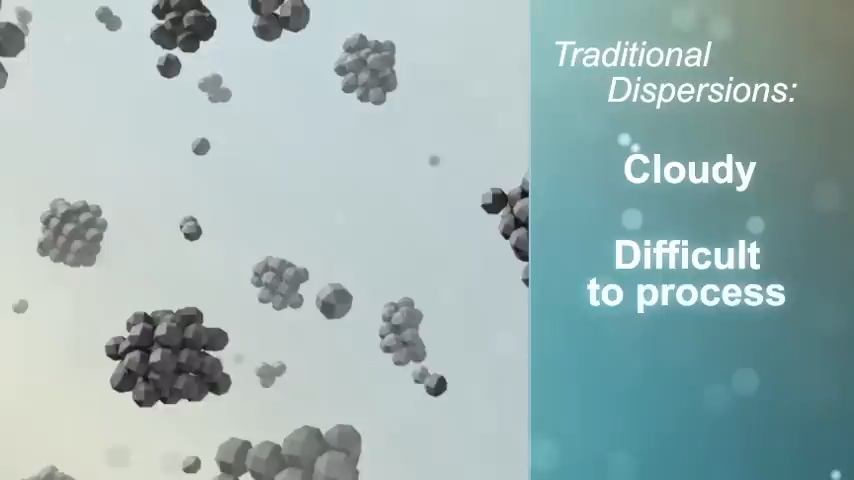 Traditional
Dispersions:
Cloudy
Difficult
to process